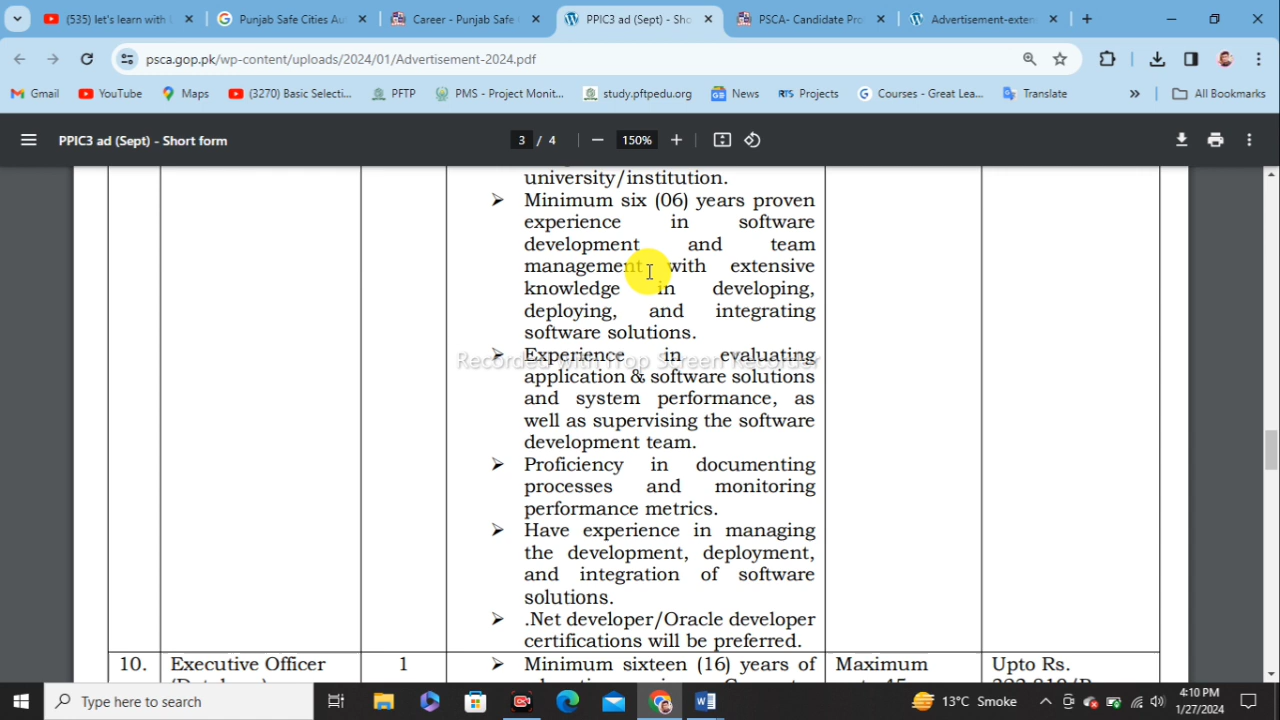 (535) let's learn with
Punjab Safe Cities Au
Career - Punjab Safe
PPIC3 ad (Sept) - Sho
PSCA- Candidate Pro
Advertisement-exten
psca.gop.pk/wp-content/uploads/2024/01/Advertisement-2024.pdf
Gmail
YouTube
Maps
(3270) Basic Selecti...
PFTP
PMS - Project Monit...
study.pftpedu.org
News
RTS Projects
Courses - Great Lea...
Translate
All Bookmarks
PPIC3 ad (Sept) - Short form
3 / 4
150%
university/institution.
➢ Minimum six (06) years proven
experience in software
development and team
management with extensive
knowledge in developing,
deploying, and integrating
software solutions.
Recorded with iTop Screen Recorder
➢ Experience in evaluating
application & software solutions
and system performance, as
well as supervising the software
development team.
➢ Proficiency in documenting
processes and monitoring
performance metrics.
➢ Have experience in managing
the development, deployment,
and integration of software
solutions.
➢ .Net developer/Oracle developer
certifications will be preferred.
10. Executive Officer 1 ➢ Minimum sixteen (16) years of Maximum Upto Rs.
Type here to search
13°C Smoke
4:10 PM
1/27/2024